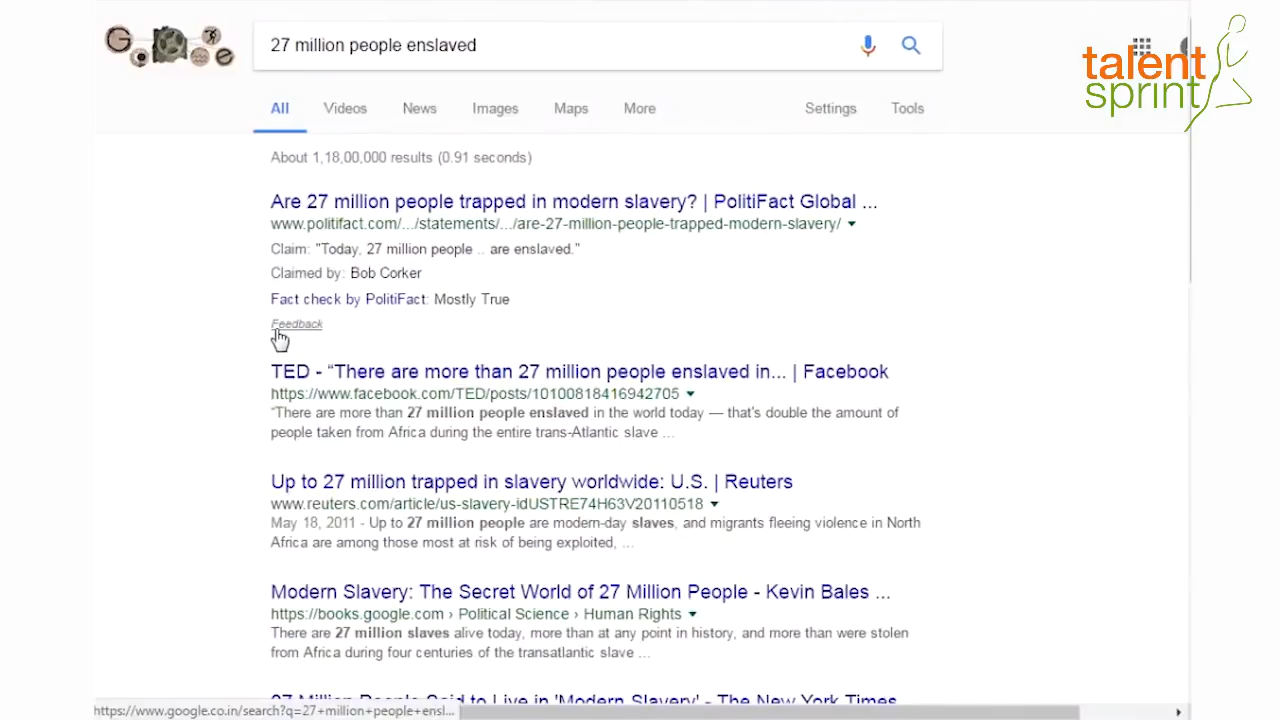 27 million people enslaved
talent
sprint
All Videos News Images Maps More Settings Tools
About 1,18,00,000 results (0.91 seconds)
Are 27 million people trapped in modern slavery? | PolitiFact Global ...
www.politifact.com/.../statements/.../are-27-million-people-trapped-modern-slavery/
Claim: "Today, 27 million people .. are enslaved."
Claimed by: Bob Corker
Fact check by PolitiFact: Mostly True
Feedback
TED - “There are more than 27 million people enslaved in... | Facebook
https://www.facebook.com/TED/posts/10100818416942705
“There are more than 27 million people enslaved in the world today — that's double the amount of
people taken from Africa during the entire trans-Atlantic slave ...
Up to 27 million trapped in slavery worldwide: U.S. | Reuters
www.reuters.com/article/us-slavery-idUSTRE74H63V20110518
May 18, 2011 - Up to 27 million people are modern-day slaves, and migrants fleeing violence in North
Africa are among those most at risk of being exploited, ...
Modern Slavery: The Secret World of 27 Million People - Kevin Bales ...
https://books.google.com › Political Science › Human Rights
There are 27 million slaves alive today, more than at any point in history, and more than were stolen
from Africa during four centuries of the transatlantic slave ...
27 Million People Said to Live in 'Modern Slavery' - The New York Times
https://www.google.co.in/search?q=27+million+people+ensl...